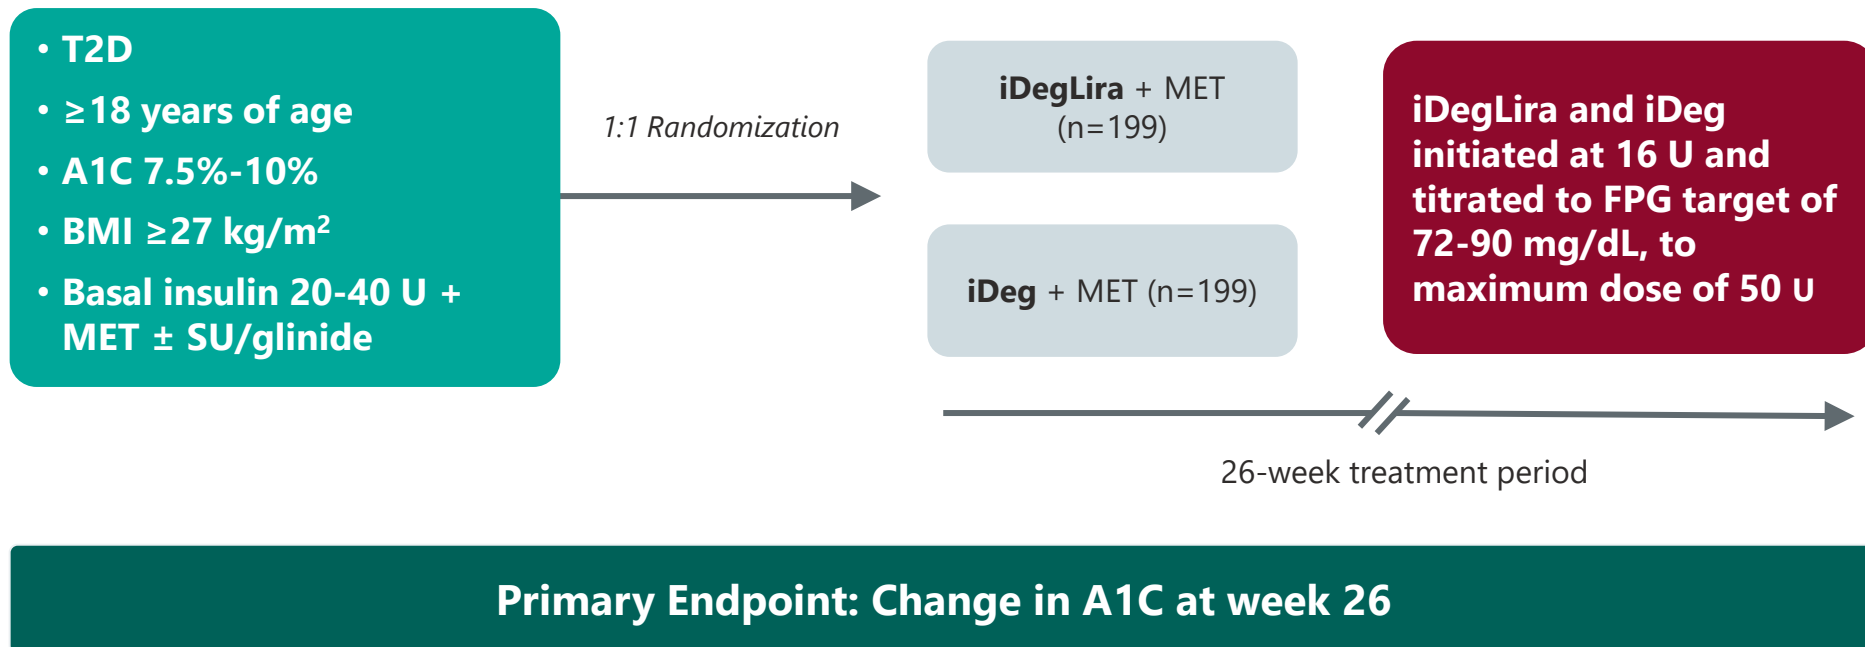 • T2D
• ≥18 years of age
• A1C 7.5%-10%
• BMI ≥27 kg/m²
• Basal insulin 20-40 U +
MET ± SU/glinide
1:1 Randomization
iDegLira + MET
(n=199)
iDeg + MET (n=199)
iDegLira and iDeg
initiated at 16 U and
titrated to FPG target of
72-90 mg/dL, to
maximum dose of 50 U
26-week treatment period
Primary Endpoint: Change in A1C at week 26